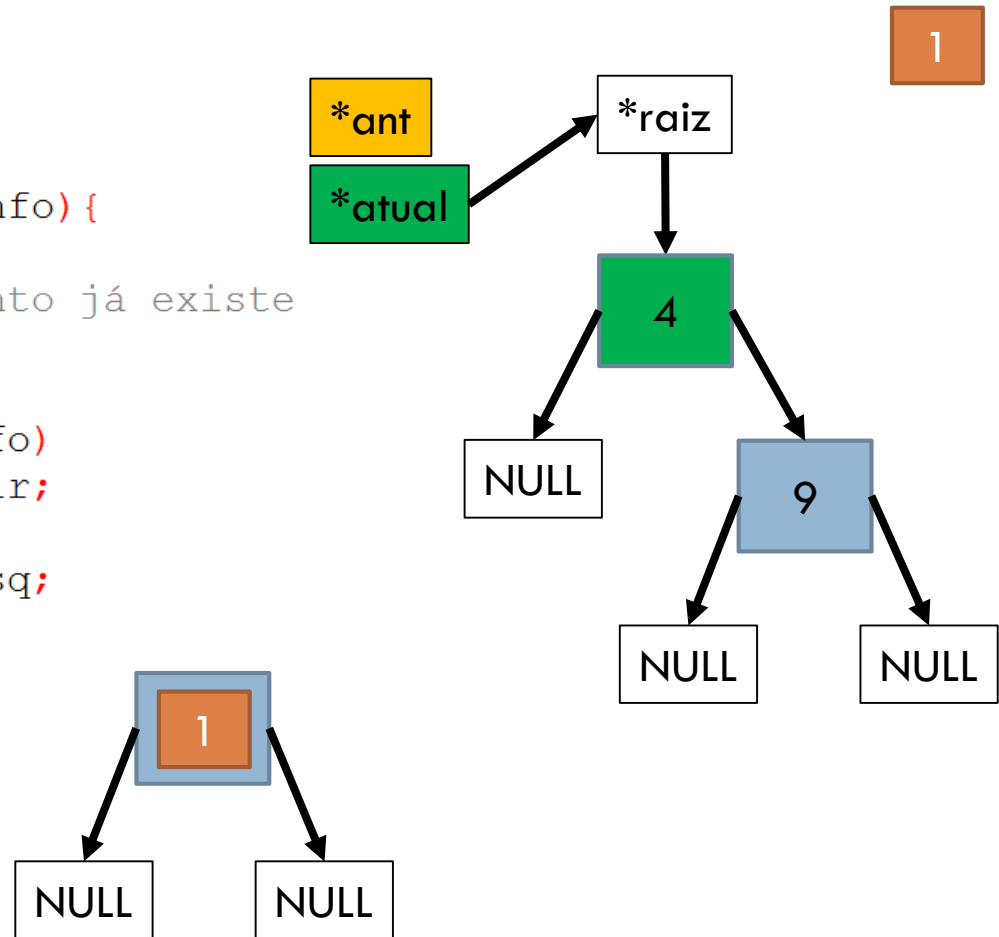 1
*ant
*raiz
*atual
nfo){
nto já existe
4
fo)
ir;
NULL
9
sq;
NULL
NULL
1
NULL
NULL